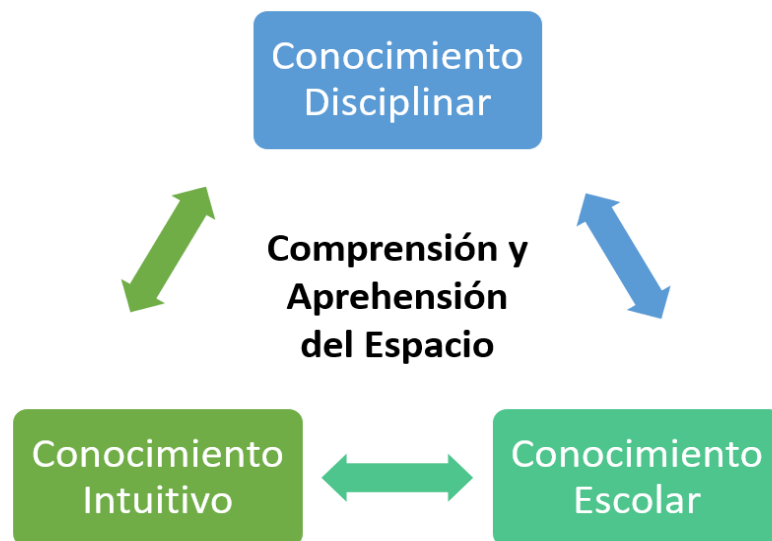 Conocimiento
Disciplinar
Comprensión y
Aprehensión
del Espacio
Conocimiento
Intuitivo
Conocimiento
Escolar